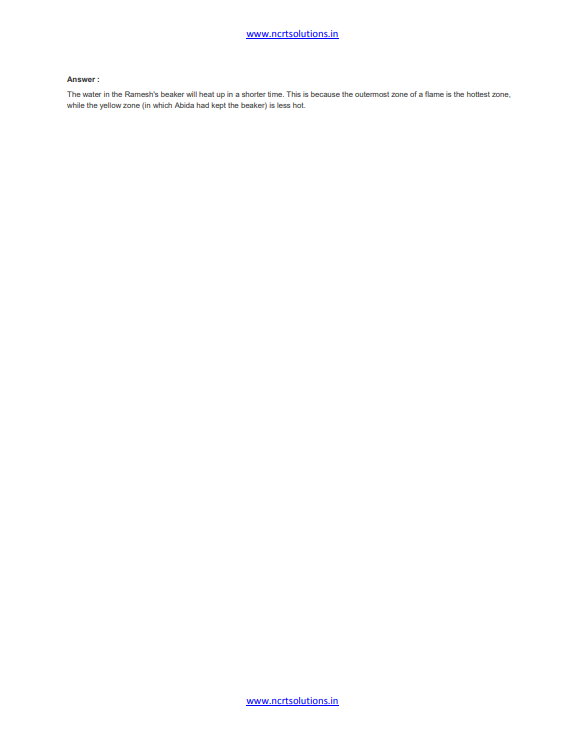 www.ncrtsolutions.in
Answer :
The water in the Ramesh's beaker will heat up in a shorter time. This is because the outermost zone of a flame is the hottest zone,
while the yellow zone (in which Abida had kept the beaker) is less hot.
www.ncrtsolutions.in